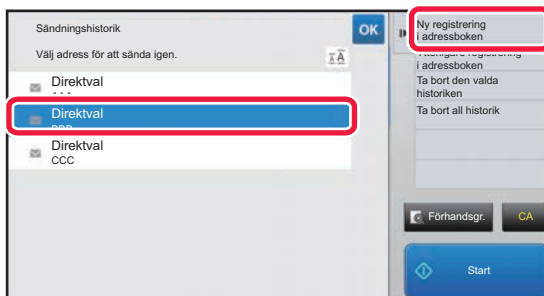 Sändningshistorik
OK
Välj adress för att sända igen.
Direktval
Direktval
Direktval
CCC
Ny registrering
i adressboken
i adressboken
Ta bort den valda
historiken
Ta bort all historik
Förhandsgr.
CA
Start